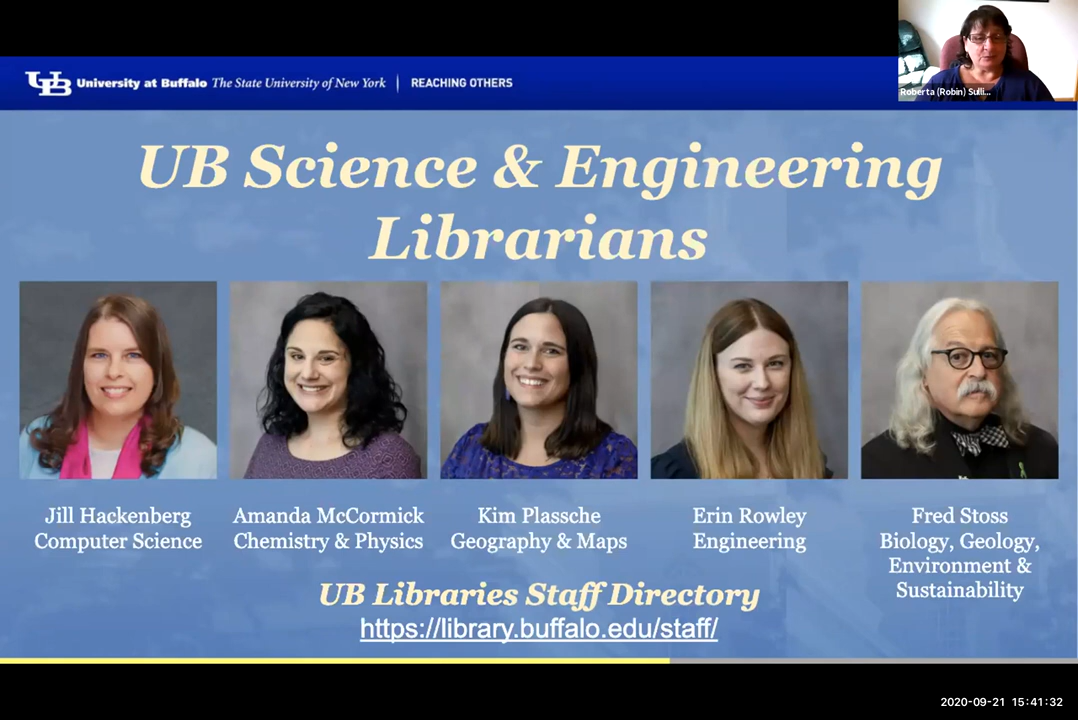 UB University at Buffalo The State University of New York | REACHING OTHERS
Roberta (Robin) Sulli...
UB Science & Engineering
Librarians
Jill Hackenberg
Computer Science
Amanda McCormick
Chemistry & Physics
Kim Plassche
Geography & Maps
Erin Rowley
Engineering
Fred Stoss
Biology, Geology,
Environment &
Sustainability
UB Libraries Staff Directory
https://library.buffalo.edu/staff/
2020-09-21 15:41:32